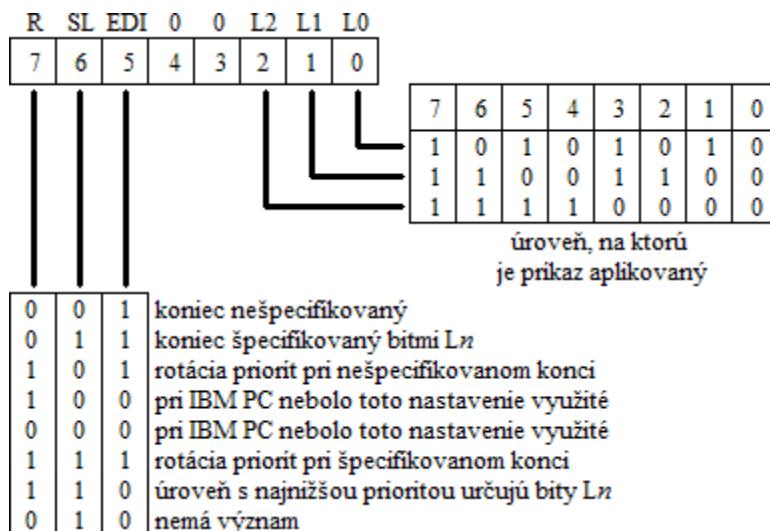 R SL EDI 0 0 L2 L1 L0
7 6 5 4 3 2 1 0
7 6 5 4 3 2 1 0
1 0 1 0 1 0 1 0
1 1 0 0 1 1 0 0
1 1 1 1 0 0 0 0
úroveň, na ktorú
je príkaz aplikovaný
0 0 1 koniec nešpecifikovaný
0 1 1 koniec špecifikovaný bitmi Ln
1 0 1 rotácia priorít pri nešpecifikovanom konci
1 0 0 pri IBM PC nebolo toto nastavenie využité
0 0 0 pri IBM PC nebolo toto nastavenie využité
1 1 1 rotácia priorít pri špecifikovanom konci
1 1 0 úroveň s najnižšou prioritou určujú bity Ln
0 1 0 nemá význam